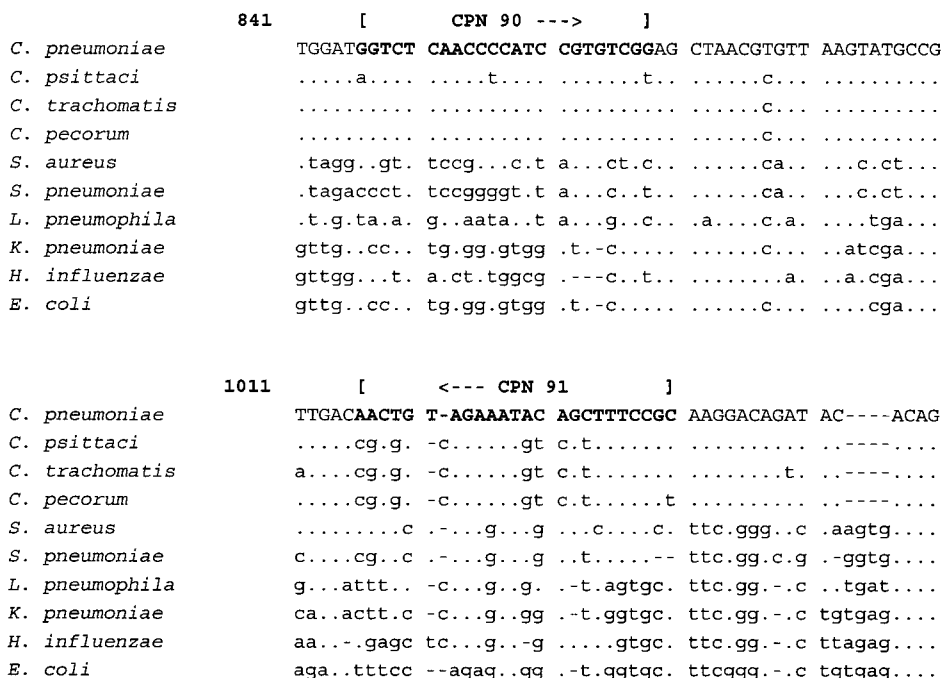 841 [ CPN 90 ---> ]
C. pneumoniae TGGATGGTCT CAACCCCATC CGTGTCGGAG CTAACGTGTT AAGTATGCCG
C. psittaci .....a.... ......t... ........t. ......c... ..........
C. trachomatis .......... .......... .......... ......c... ..........
C. pecorum .......... .......... .......... ......c... ..........
S. aureus .tagg..gt. tccg...c.t a...ct.c.. ......ca.. ...c.ct...
S. pneumoniae .tagaccct. tccggggt.t a...c..t.. ......ca.. ...c.ct...
L. pneumophila .t.g.ta.a. g..aata..t a...g..c.. .a....c.a. ....tga...
K. pneumoniae gttg..cc.. tg.gg.gtgg .t.-c..... ......c... ..atcga...
H. influenzae gttgg...t. a.ct.tggcg .---c..t.. .......a.. ..a.cga...
E. coli gttg..cc.. tg.gg.gtgg .t.-c..... ......c... ....cga...
1011 [ <--- CPN 91 ]
C. pneumoniae TTGACAACTG T-AGAAATAC AGCTTTCCGC AAGGACAGAT AC----ACAG
C. psittaci .....cg.g. -c......gt c.t....... .......... ..----....
C. trachomatis a....cg.g. -c......gt c.t....... ........t. ..----....
C. pecorum .....cg.g. -c......gt c.t......t .......... ..----....
S. aureus .........c .-...g...g ...c....c. ttc.ggg..c .aagtg....
S. pneumoniae c....cg..c .-...g...g ..t.....-- ttc.gg.c.g .-ggtg....
L. pneumophila g...attt.. -c...g..g. .-t.agtgc. ttc.gg.-.c ..tgat....
K. pneumoniae ca..actt.c -c...g..gg .-t.ggtgc. ttc.gg.-.c tgtgag....
H. influenzae aa..-.gagc tc...g..-g .....gtgc. ttc.gg.-.c ttagag....
E. coli aga..tttcc --agag..gg .-t.ggtgc. ttcggg.-.c tgtgag....